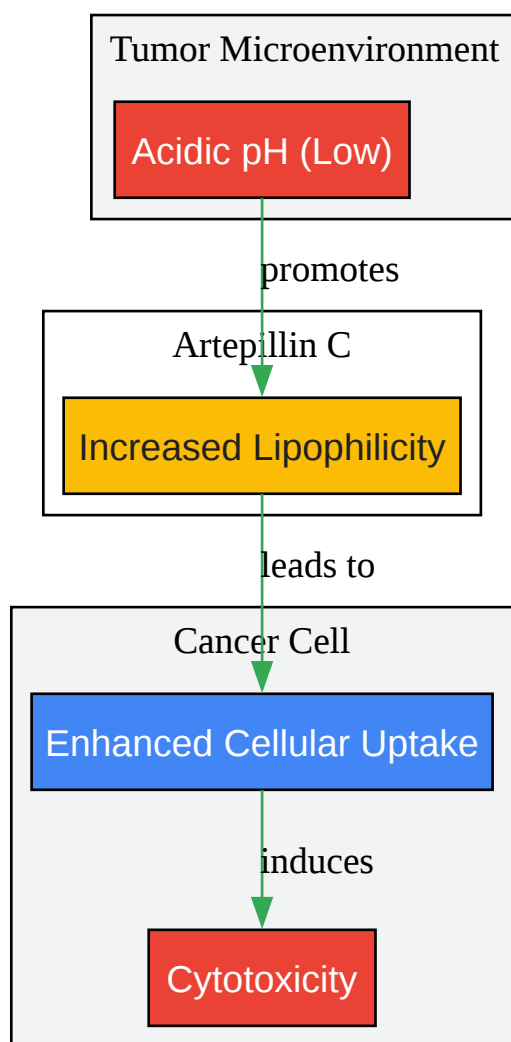 Tumor Microenvironment
Acidic pH (Low)
promotes
Artepillin C
Increased Lipophilicity
leads to
Cancer Cell
Enhanced Cellular Uptake
induces
Cytotoxicity